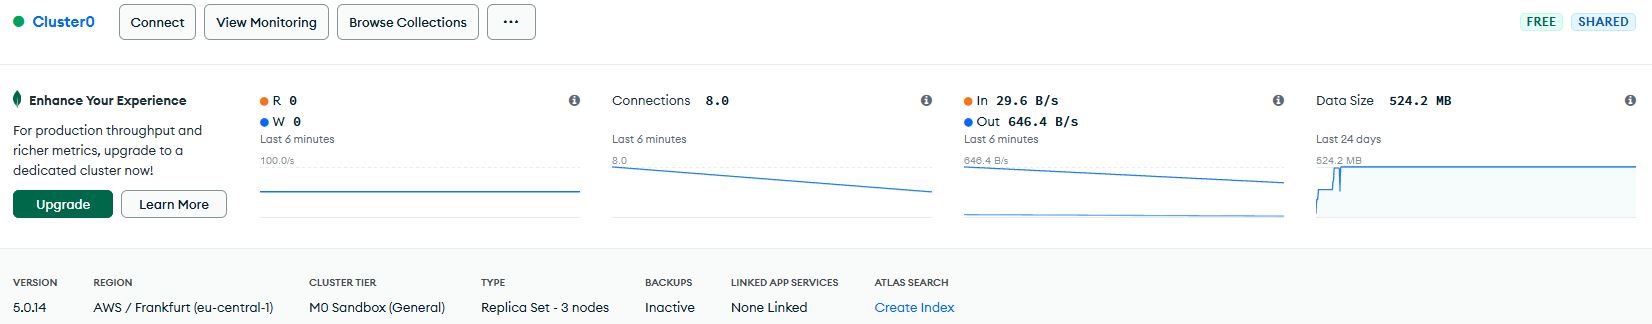 Cluster0 Connect View Monitoring Browse Collections ... FREE SHARED
Enhance Your Experience
For production throughput and
richer metrics, upgrade to a
dedicated cluster now!
Upgrade Learn More
R 0
W 0
Last 6 minutes
100.0/s
Connections 8.0
Last 6 minutes
8.0
In 29.6 B/s
Out 646.4 B/s
Last 6 minutes
646.4 B/s
Data Size 524.2 MB
Last 24 days
524.2 MB
VERSION REGION CLUSTER TIER TYPE BACKUPS LINKED APP SERVICES ATLAS SEARCH
5.0.14 AWS / Frankfurt (eu-central-1) M0 Sandbox (General) Replica Set - 3 nodes Inactive None Linked Create Index